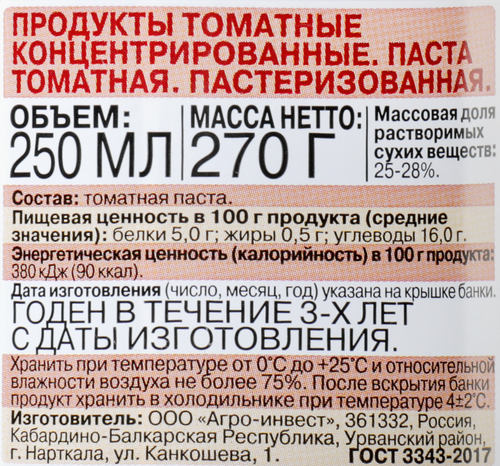 ПРОДУКТЫ ТОМАТНЫЕ
КОНЦЕНТРИРОВАННЫЕ. ПАСТА
ТОМАТНАЯ. ПАСТЕРИЗОВАННАЯ.
ОБЪЕМ:
250 МЛ
МАССА НЕТТО:
270 Г
Массовая доля
растворимых
сухих веществ:
25-28%.
Состав: томатная паста.
Пищевая ценность в 100 г продукта (средние
значения): белки 5,0 г; жиры 0,5 г; углеводы 16,0 г.
Энергетическая ценность (калорийность) в 100 г продукта:
380 кДж (90 ккал).
Дата изготовления (число, месяц, год) указана на крышке банки.
ГОДЕН В ТЕЧЕНИЕ 3-Х ЛЕТ
С ДАТЫ ИЗГОТОВЛЕНИЯ.
Хранить при температуре от 0°С до +25°С и относительной
влажности воздуха не более 75%. После вскрытия банки
продукт хранить в холодильнике при температуре 4±2°С.
Изготовитель: ООО «Агро-инвест», 361332, Россия,
Кабардино-Балкарская Республика, Урванский район,
г. Нарткала, ул. Канкошева, 1. ГОСТ 3343-2017